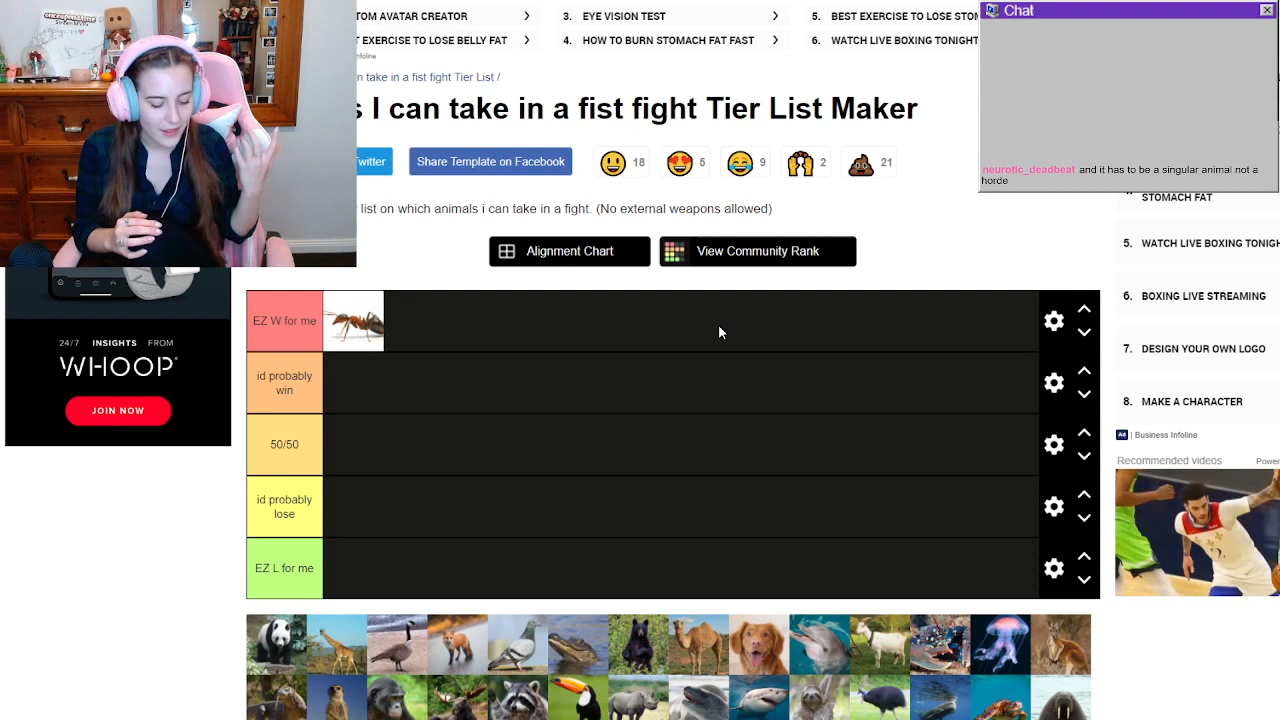 TOM AVATAR CREATOR
3. EYE VISION TEST
5. BEST EXERCISE TO LOSE STOM
T EXERCISE TO LOSE BELLY FAT
4. HOW TO BURN STOMACH FAT FAST
6. WATCH LIVE BOXING TONIGHT
nfoline
n take in a fist fight Tier List /
s I can take in a fist fight Tier List Maker
Twitter
Share Template on Facebook
18
5
9
2
21
list on which animals i can take in a fight. (No external weapons allowed)
Alignment Chart
View Community Rank
Chat
neurotic_deadbeat and it has to be a singular animal not a
horde
STOMACH FAT
5. WATCH LIVE BOXING TONIGH
6. BOXING LIVE STREAMING
7. DESIGN YOUR OWN LOGO
8. MAKE A CHARACTER
Ad | Business Infoline
Recommended videos
Power
24/7 INSIGHTS FROM
WHOOP
JOIN NOW
EZ W for me
id probably
win
50/50
id probably
lose
EZ L for me